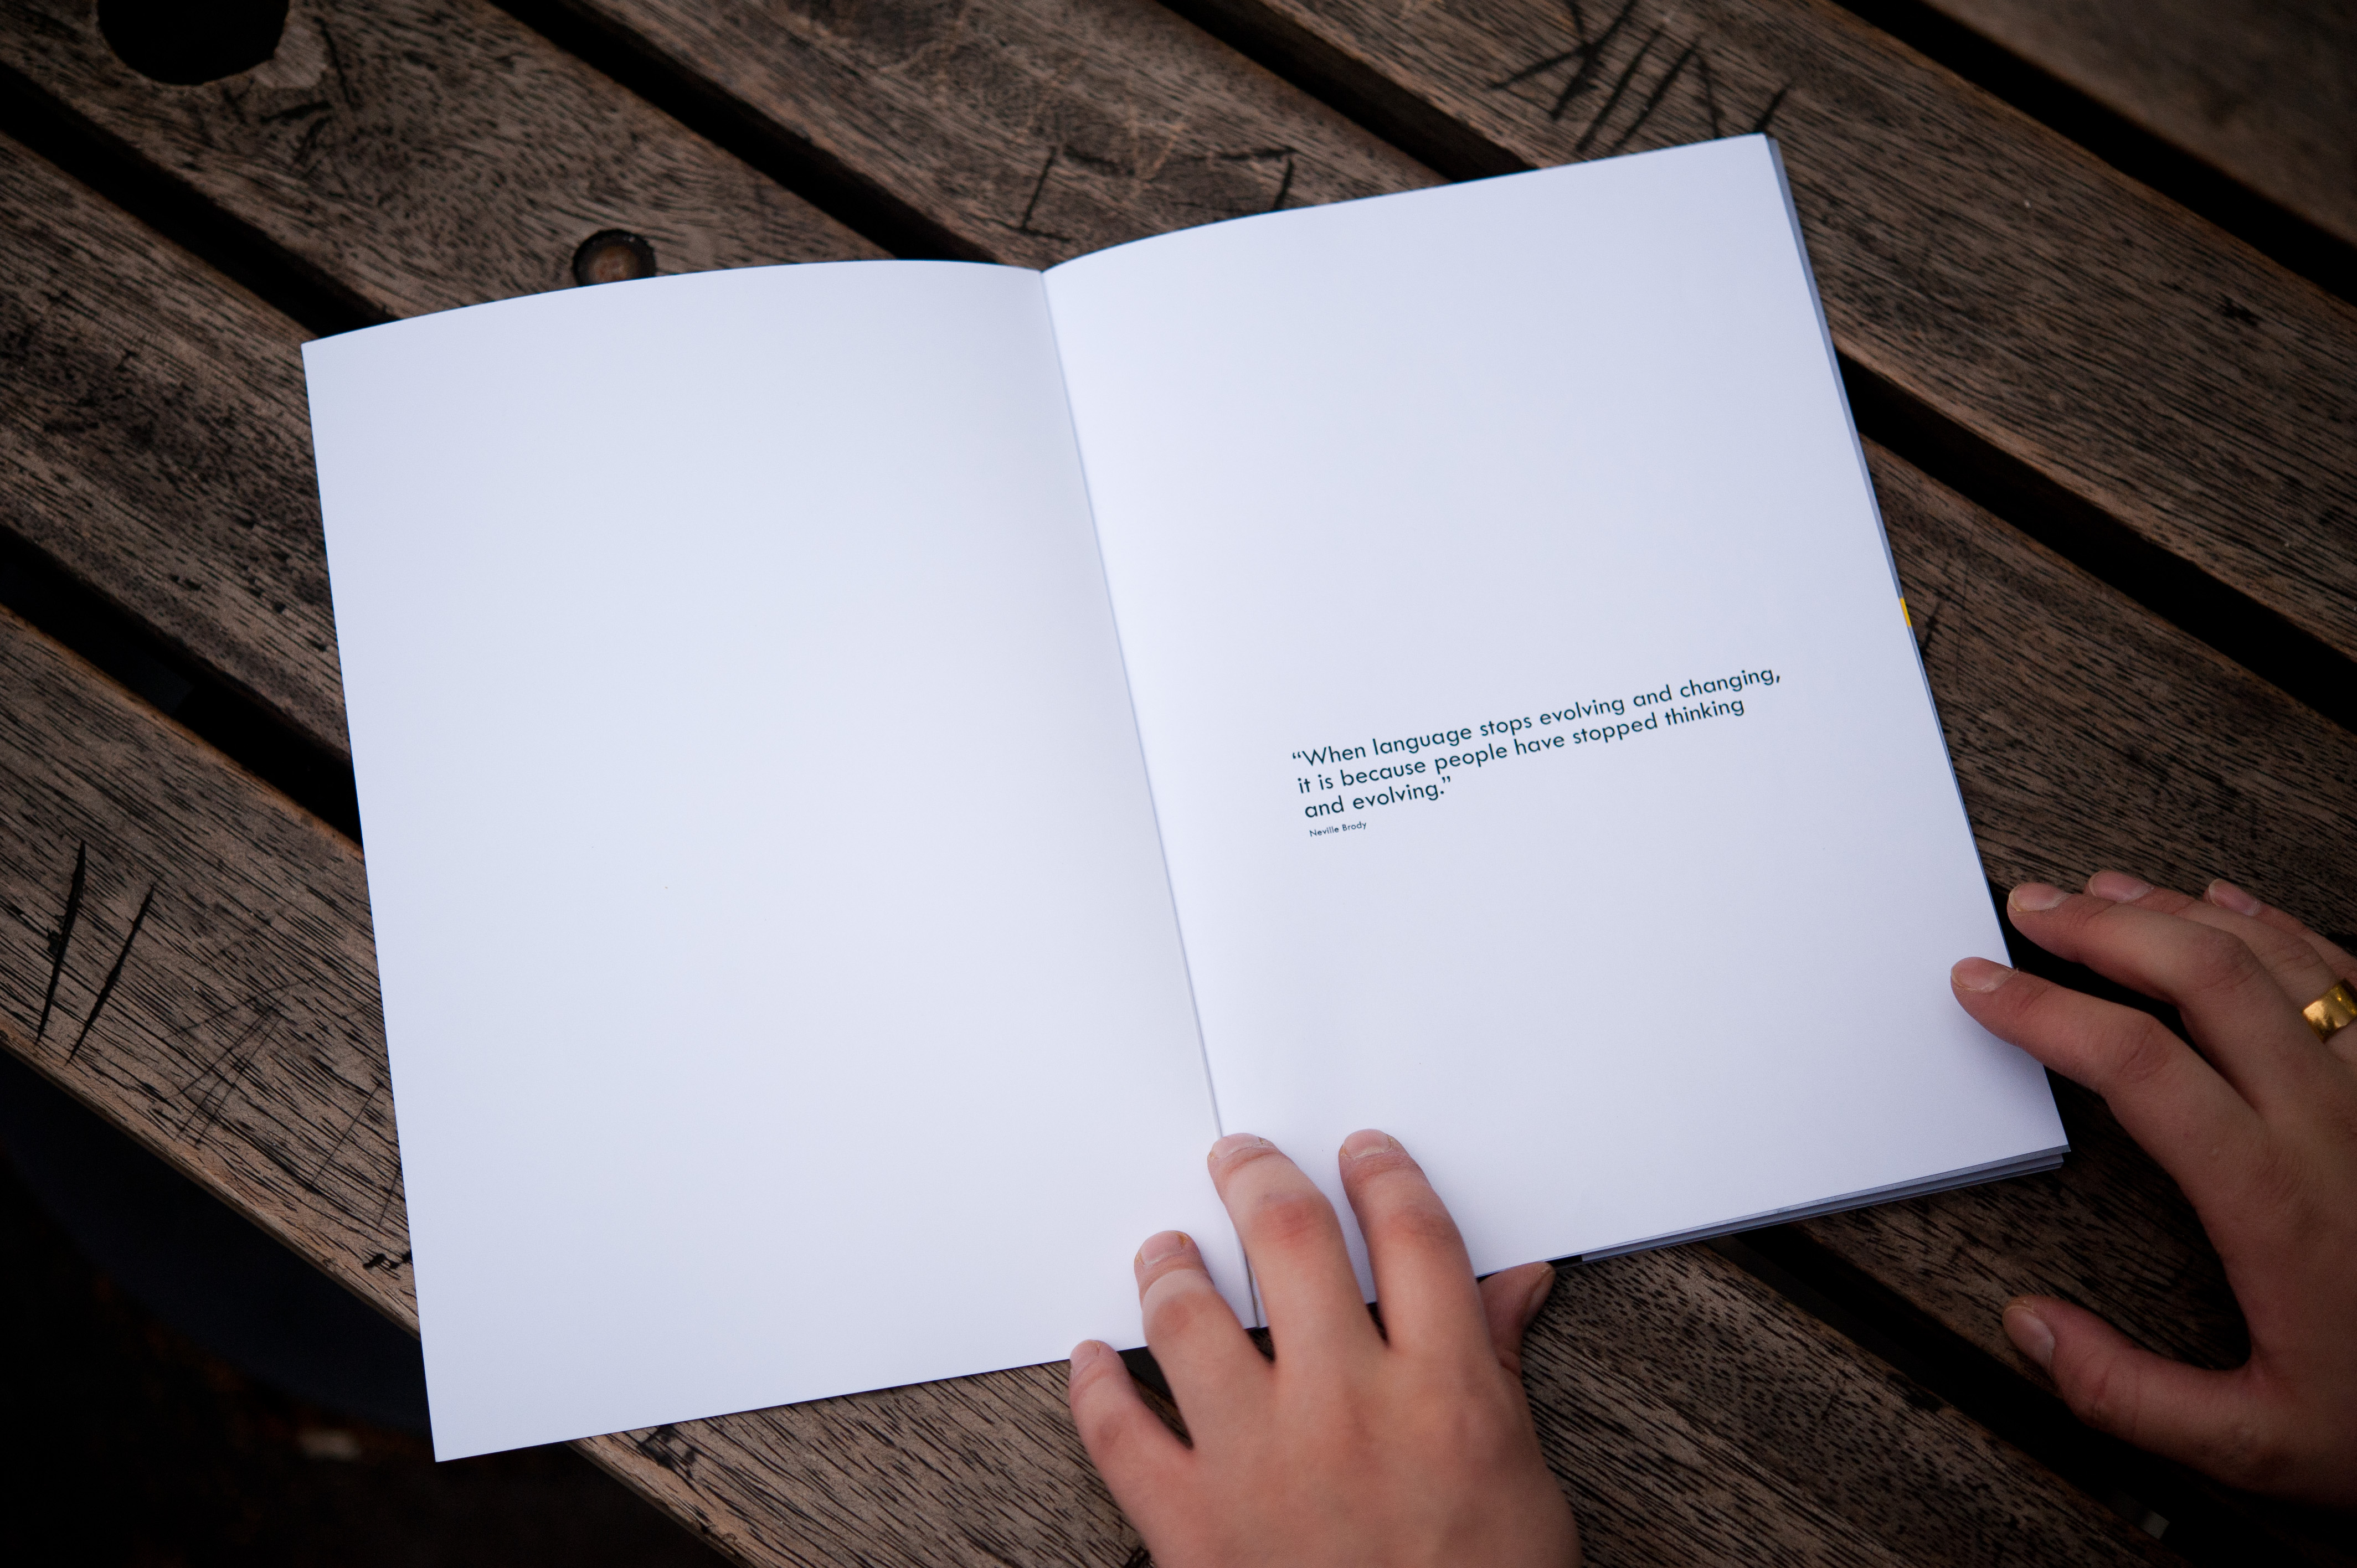 “When language stops evolving and changing,
it is because people have stopped thinking
and evolving.”
Neville Brody